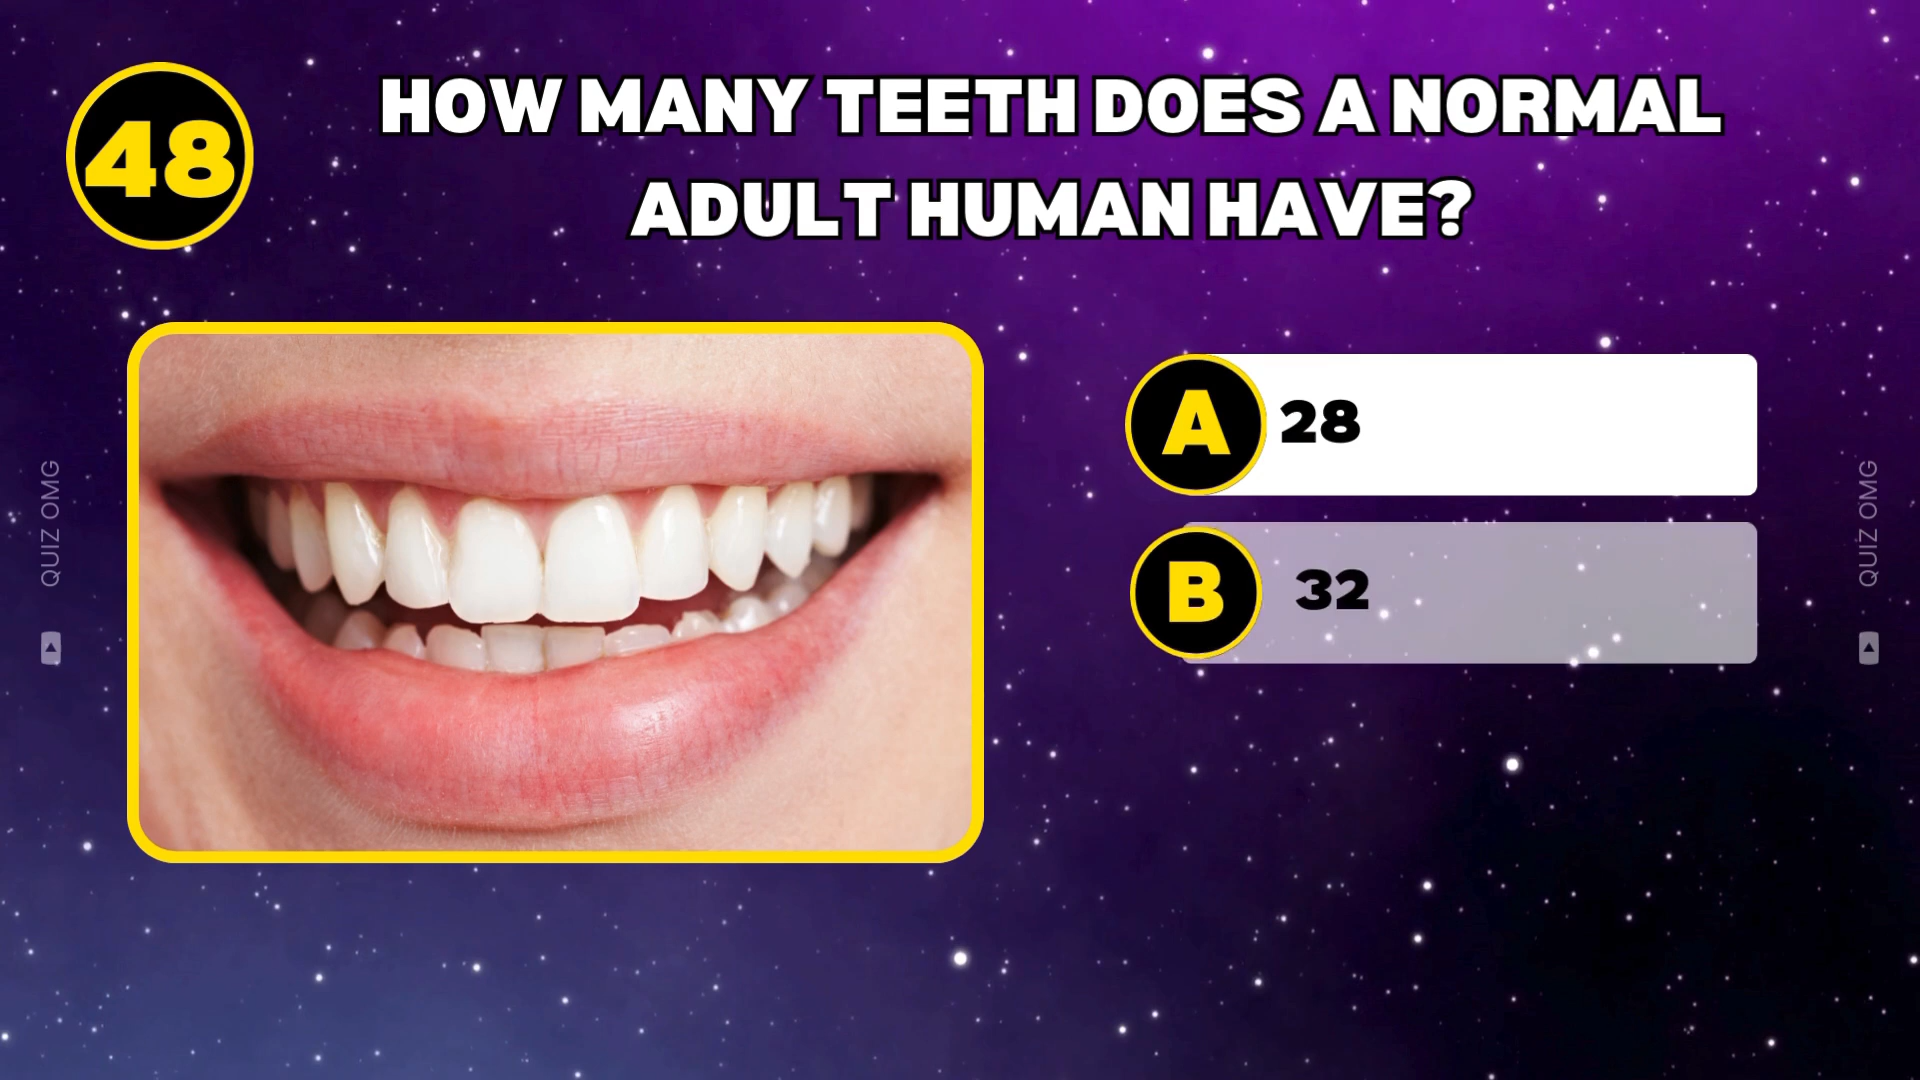 48
HOW MANY TEETH DOES A NORMAL
ADULT HUMAN HAVE?
A 28
B 32
QUIZ OMG
QUIZ OMG